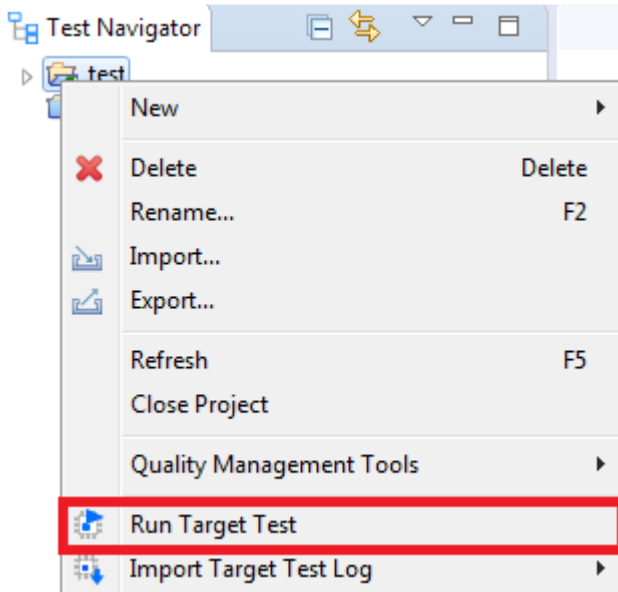 Test Navigator
test
New
Delete Delete
Rename... F2
Import...
Export...
Refresh F5
Close Project
Quality Management Tools
Run Target Test
Import Target Test Log